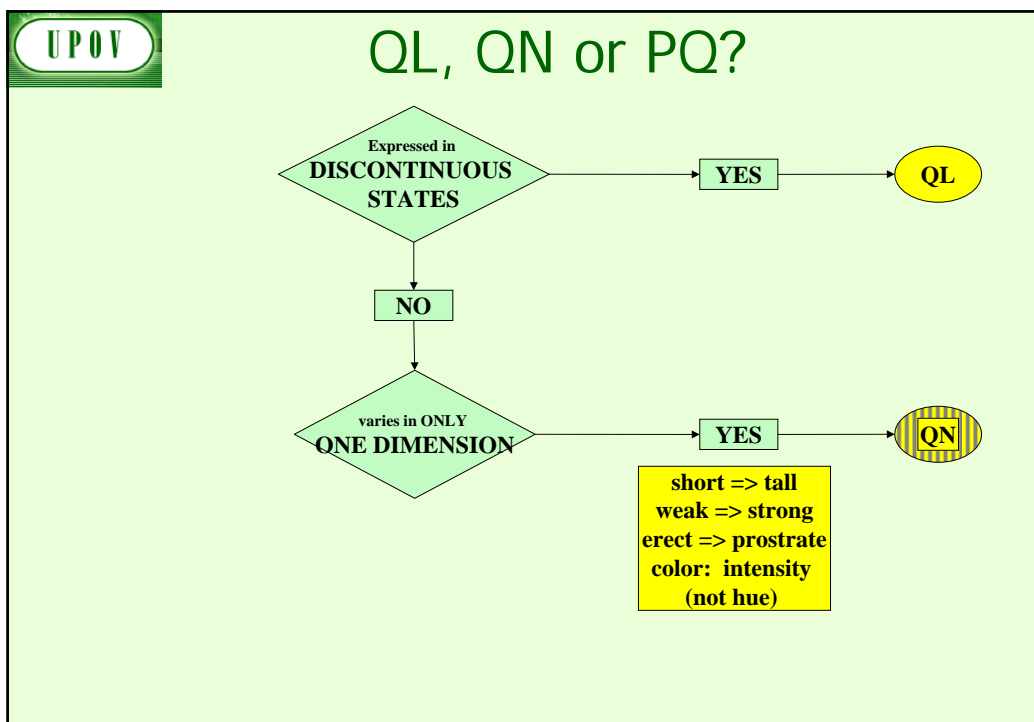 UPOV
QL, QN or PQ?
Expressed in
DISCONTINUOUS
STATES
YES
QL
NO
varies in ONLY
ONE DIMENSION
YES
QN
short => tall
weak => strong
erect => prostrate
color: intensity
(not hue)